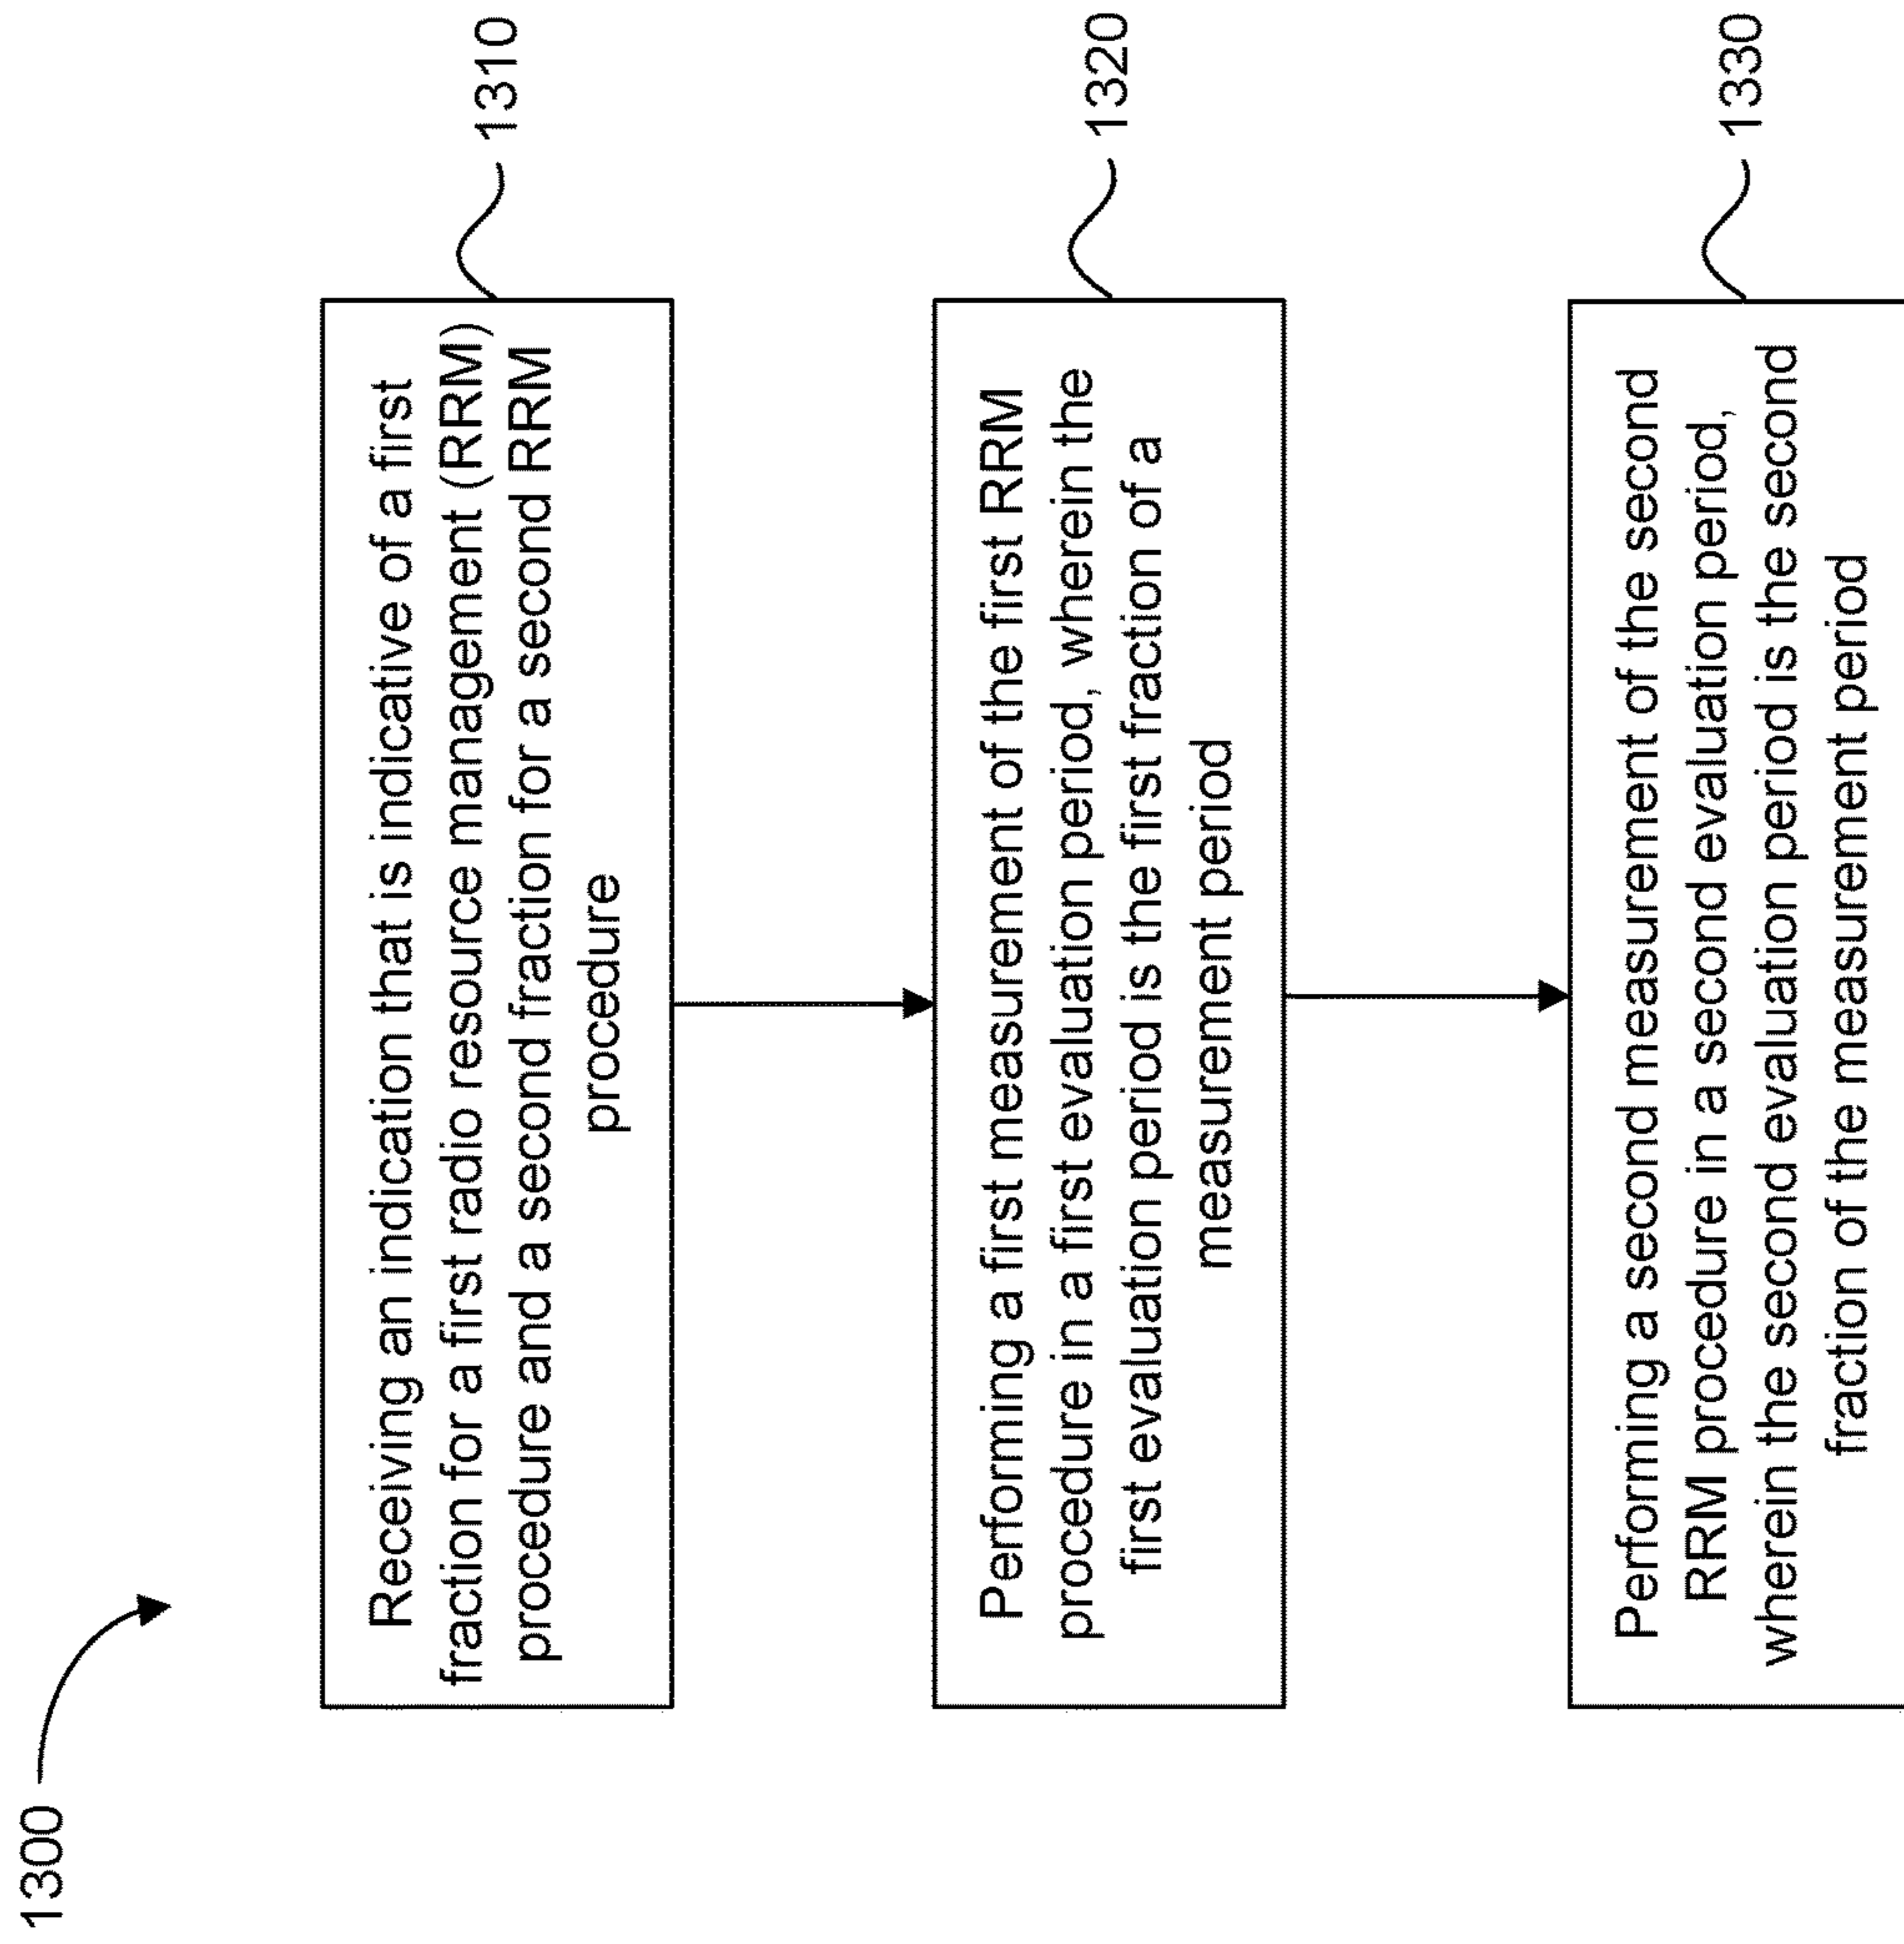 1300
Receiving an indication that is indicative of a first
fraction for a first radio resource management (RRM)
procedure and a second fraction for a second RRM
procedure
1310
Performing a first measurement of the first RRM
procedure in a first evaluation period, wherein the
first evaluation period is the first fraction of a
measurement period
1320
Performing a second measurement of the second
RRM procedure in a second evaluation period,
wherein the second evaluation period is the second
fraction of the measurement period
1330